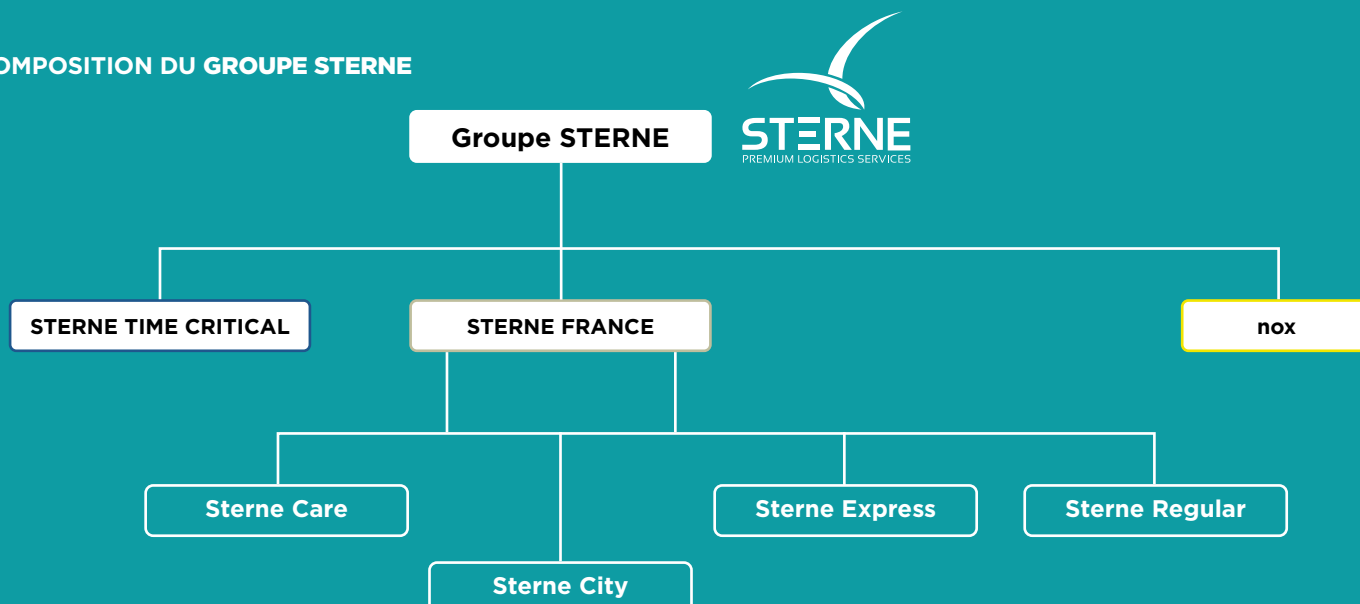 OMPOSITION DU GROUPE STERNE
Groupe STERNE
STERNE
PREMIUM LOGISTICS SERVICES
STERNE TIME CRITICAL
STERNE FRANCE
nox
Sterne Care
Sterne Express
Sterne Regular
Sterne City